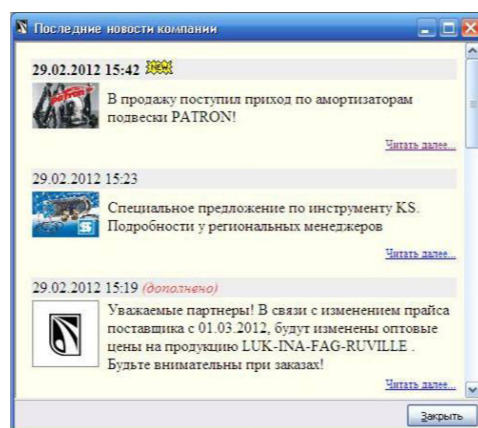 Последние новости компании
29.02.2012 15:42 NEW
PATRON
В продажу поступил приход по амортизаторам
подвески PATRON!
Читать далее...
29.02.2012 15:23
Специальное предложение по инструменту KS.
Подробности у региональных менеджеров
Читать далее...
29.02.2012 15:19 (дополнено)
Уважаемые партнеры! В связи с изменением прайса
поставщика с 01.03.2012, будут изменены оптовые
цены на продукцию LUK-INA-FAG-RUVILLE .
Будьте внимательны при заказах!
Читать далее...
Закрыть